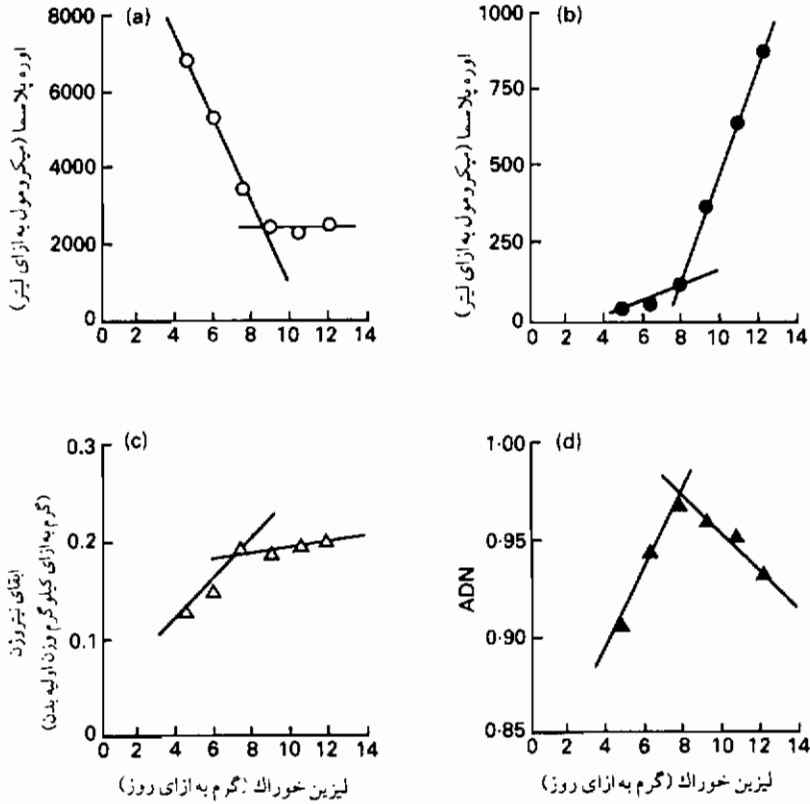 (a)
8000
6000
4000
2000
0
0 2 4 6 8 10 12 14
اوره پلاسما (میکرومول به ازای لیتر)
(b)
1000
750
500
250
0
0 2 4 6 8 10 12 14
اوره پلاسما (میکرومول به ازای لیتر)
(c)
0.3
0.2
0.1
0
0 2 4 6 8 10 12 14
ابقای نیتروژن
(گرم به ازای کیلوگرم وزن اولیه بدن)
لیزین خوراك (گرم به ازای روز)
(d)
1·00
0·95
0·90
0·85
0 2 4 6 8 10 12 14
ADN
لیزین خوراك (گرم به ازای روز)